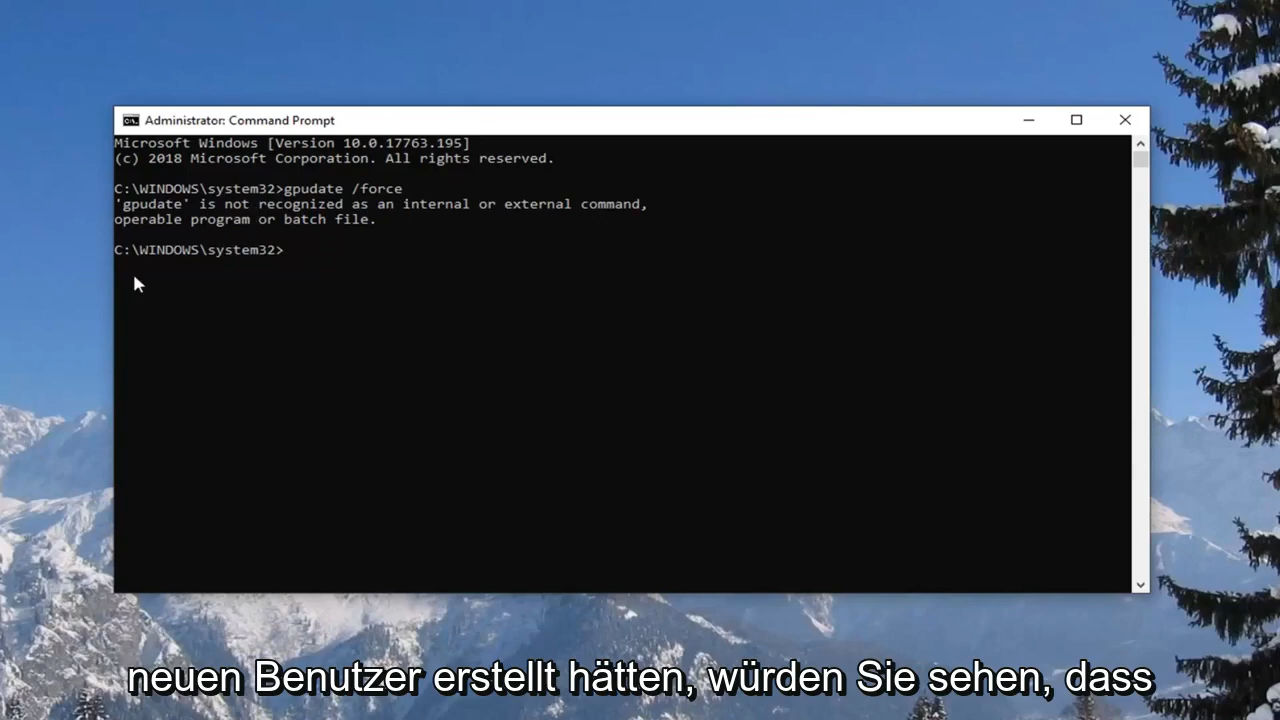 Administrator: Command Prompt
Microsoft Windows [Version 10.0.17763.195]
(c) 2018 Microsoft Corporation. All rights reserved.
C:\WINDOWS\system32>gpudate /force
'gpudate' is not recognized as an internal or external command,
operable program or batch file.
C:\WINDOWS\system32>
neuen Benutzer erstellt hätten, würden Sie sehen, dass